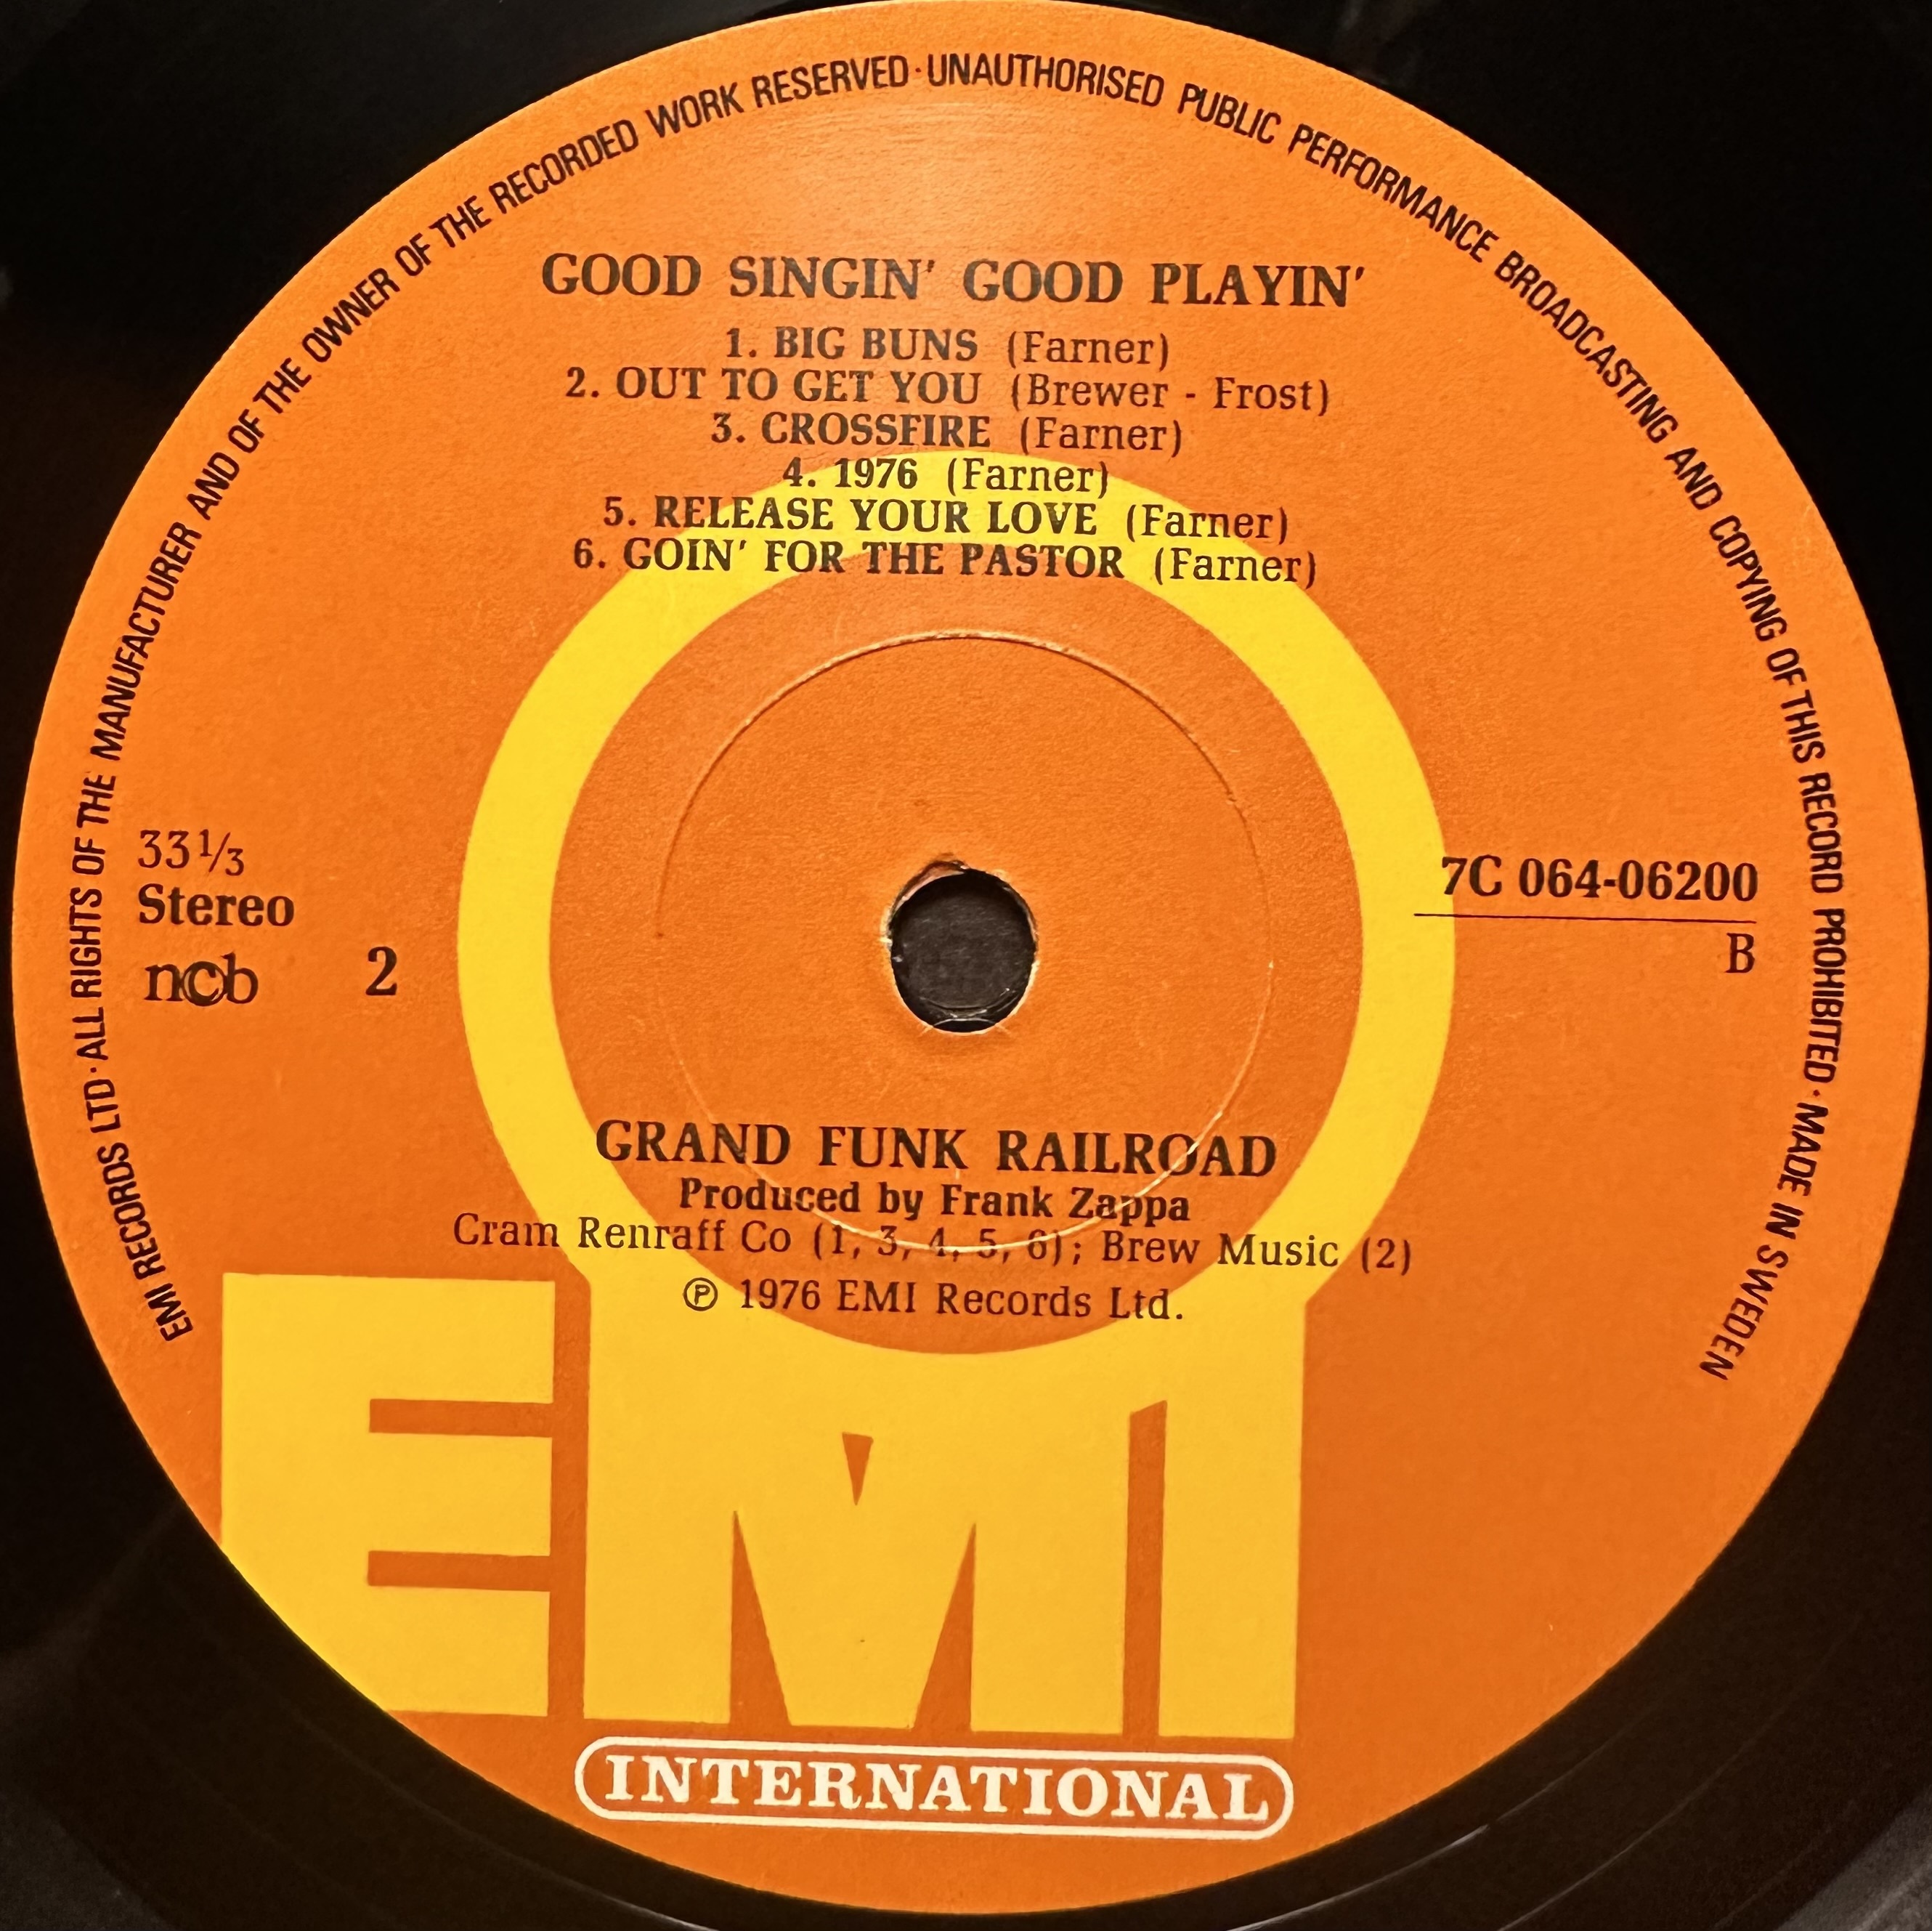 EMI RECORDS LTD · ALL RIGHTS OF THE MANUFACTURER AND OF THE OWNER OF THE RECORDED WORK RESERVED · UNAUTHORISED PUBLIC PERFORMANCE BROADCASTING AND COPYING OF THIS RECORD PROHIBITED · MADE IN SWEDEN
GOOD SINGIN' GOOD PLAYIN'
1. BIG BUNS (Farner)
2. OUT TO GET YOU (Brewer - Frost)
3. CROSSFIRE (Farner)
4. 1976 (Farner)
5. RELEASE YOUR LOVE (Farner)
6. GOIN' FOR THE PASTOR (Farner)
33 1/3
Stereo
ncb 2
7C 064-06200
B
GRAND FUNK RAILROAD
Produced by Frank Zappa
Cram Renraff Co (1, 3, 4, 5, 6); Brew Music (2)
℗ 1976 EMI Records Ltd.
EMI
INTERNATIONAL